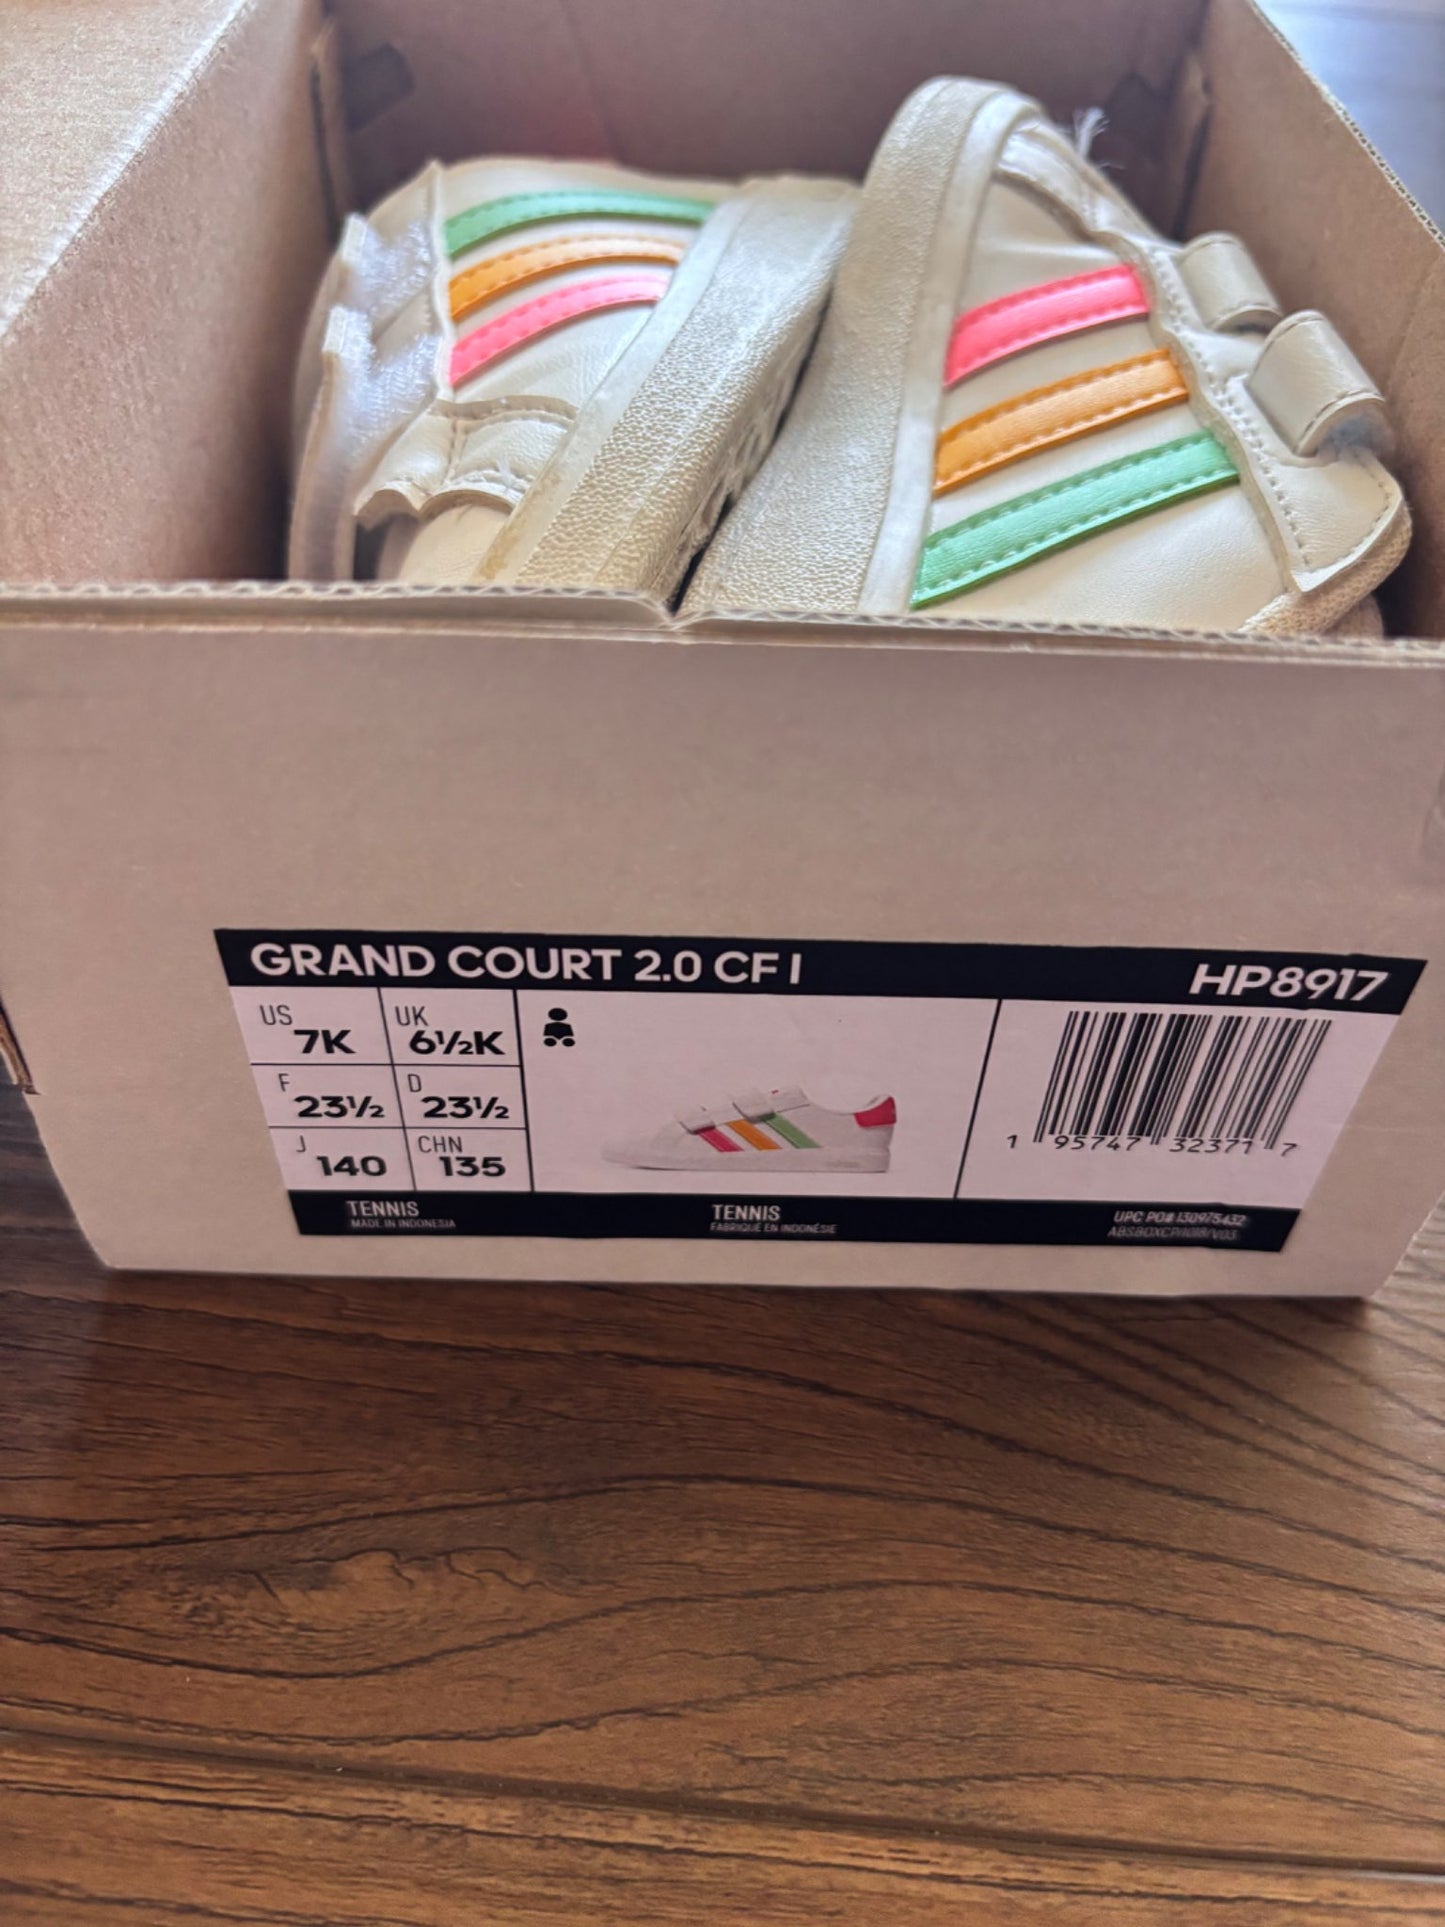 GRAND COURT 2.0 CF I
HP8917
US 7K
UK 6½K
F 23½
D 23½
J 140
CHN 135
1 95747 32371 7
TENNIS
MADE IN INDONESIA
TENNIS
FABRIQUÉ EN INDONÉSIE
UPC PO# 130975432